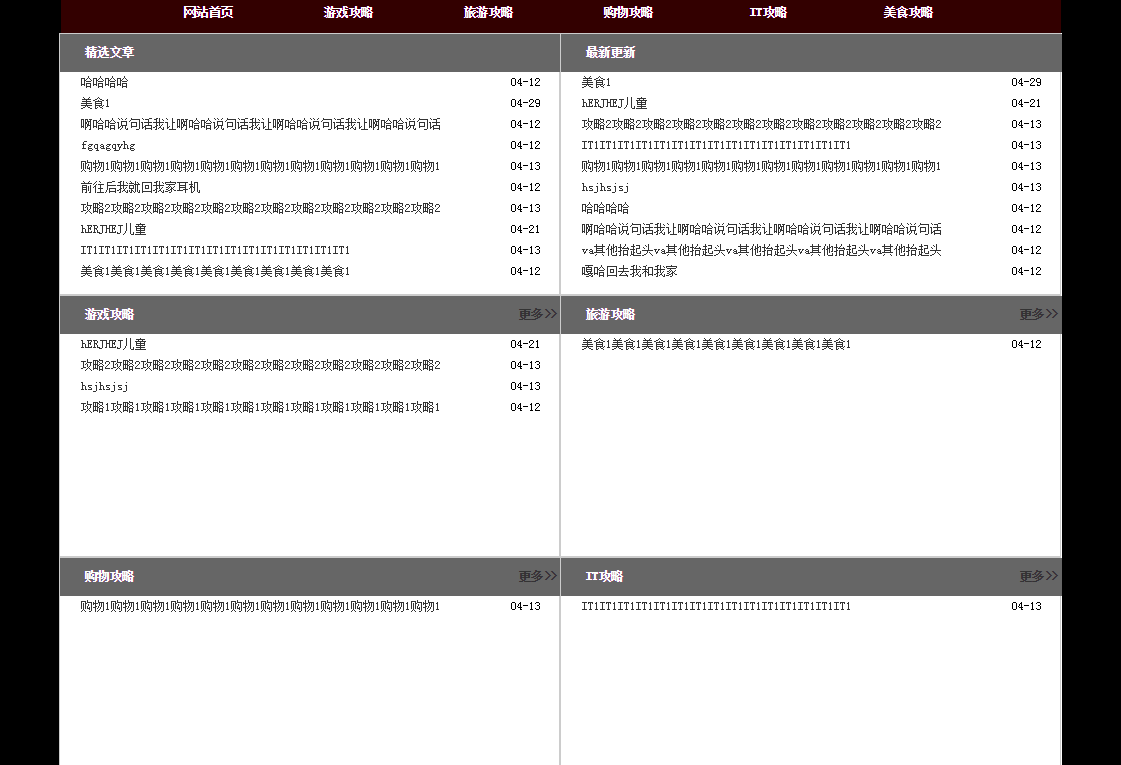 网站首页 游戏攻略 旅游攻略 购物攻略 IT攻略 美食攻略
精选文章
哈哈哈哈 04-12
美食1 04-29
啊哈哈说句话我让啊哈哈说句话我让啊哈哈说句话我让啊哈哈说句话 04-12
fgqagqyhg 04-12
购物1购物1购物1购物1购物1购物1购物1购物1购物1购物1购物1购物1 04-13
前往后我就回我家耳机 04-12
攻略2攻略2攻略2攻略2攻略2攻略2攻略2攻略2攻略2攻略2攻略2攻略2 04-13
hERJHEJ儿童 04-21
IT1IT1IT1IT1IT1IT1IT1IT1IT1IT1IT1IT1IT1IT1IT1 04-13
美食1美食1美食1美食1美食1美食1美食1美食1美食1 04-12
最新更新
美食1 04-29
hERJHEJ儿童 04-21
攻略2攻略2攻略2攻略2攻略2攻略2攻略2攻略2攻略2攻略2攻略2攻略2 04-13
IT1IT1IT1IT1IT1IT1IT1IT1IT1IT1IT1IT1IT1IT1IT1 04-13
购物1购物1购物1购物1购物1购物1购物1购物1购物1购物1购物1购物1 04-13
hsjhsjsj 04-13
哈哈哈哈 04-12
啊哈哈说句话我让啊哈哈说句话我让啊哈哈说句话我让啊哈哈说句话 04-12
va其他抬起头va其他抬起头va其他抬起头va其他抬起头va其他抬起头 04-12
嘎哈回去我和我家 04-12
游戏攻略 更多>>
hERJHEJ儿童 04-21
攻略2攻略2攻略2攻略2攻略2攻略2攻略2攻略2攻略2攻略2攻略2攻略2 04-13
hsjhsjsj 04-13
攻略1攻略1攻略1攻略1攻略1攻略1攻略1攻略1攻略1攻略1攻略1攻略1 04-12
旅游攻略 更多>>
美食1美食1美食1美食1美食1美食1美食1美食1美食1 04-12
购物攻略 更多>>
购物1购物1购物1购物1购物1购物1购物1购物1购物1购物1购物1购物1 04-13
IT攻略 更多>>
IT1IT1IT1IT1IT1IT1IT1IT1IT1IT1IT1IT1IT1IT1IT1 04-13